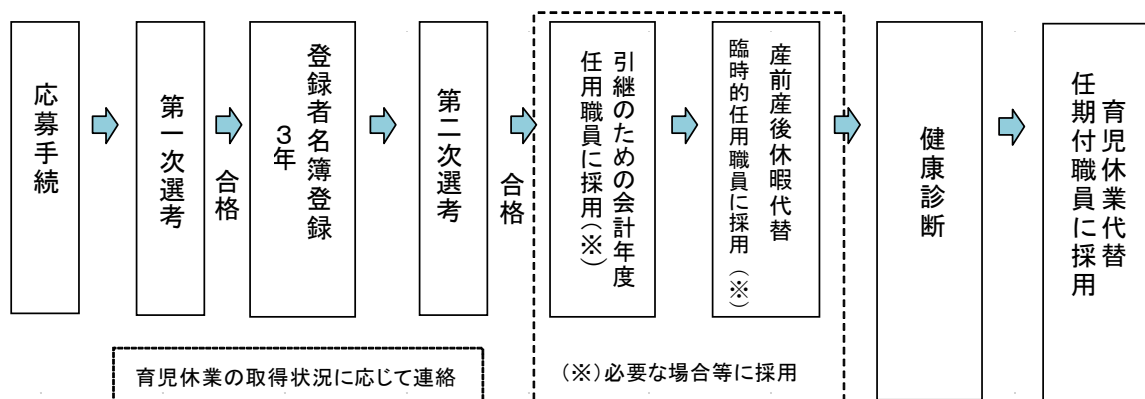 応募手続
第一次選考
合格
登録者名簿登録
３年
第二次選考
合格
引継のための会計年度
任用職員に採用(※)
産前産後休暇代替
臨時的任用職員に採用(※)
健康診断
育児休業代替
任期付職員に採用
育児休業の取得状況に応じて連絡
(※)必要な場合等に採用